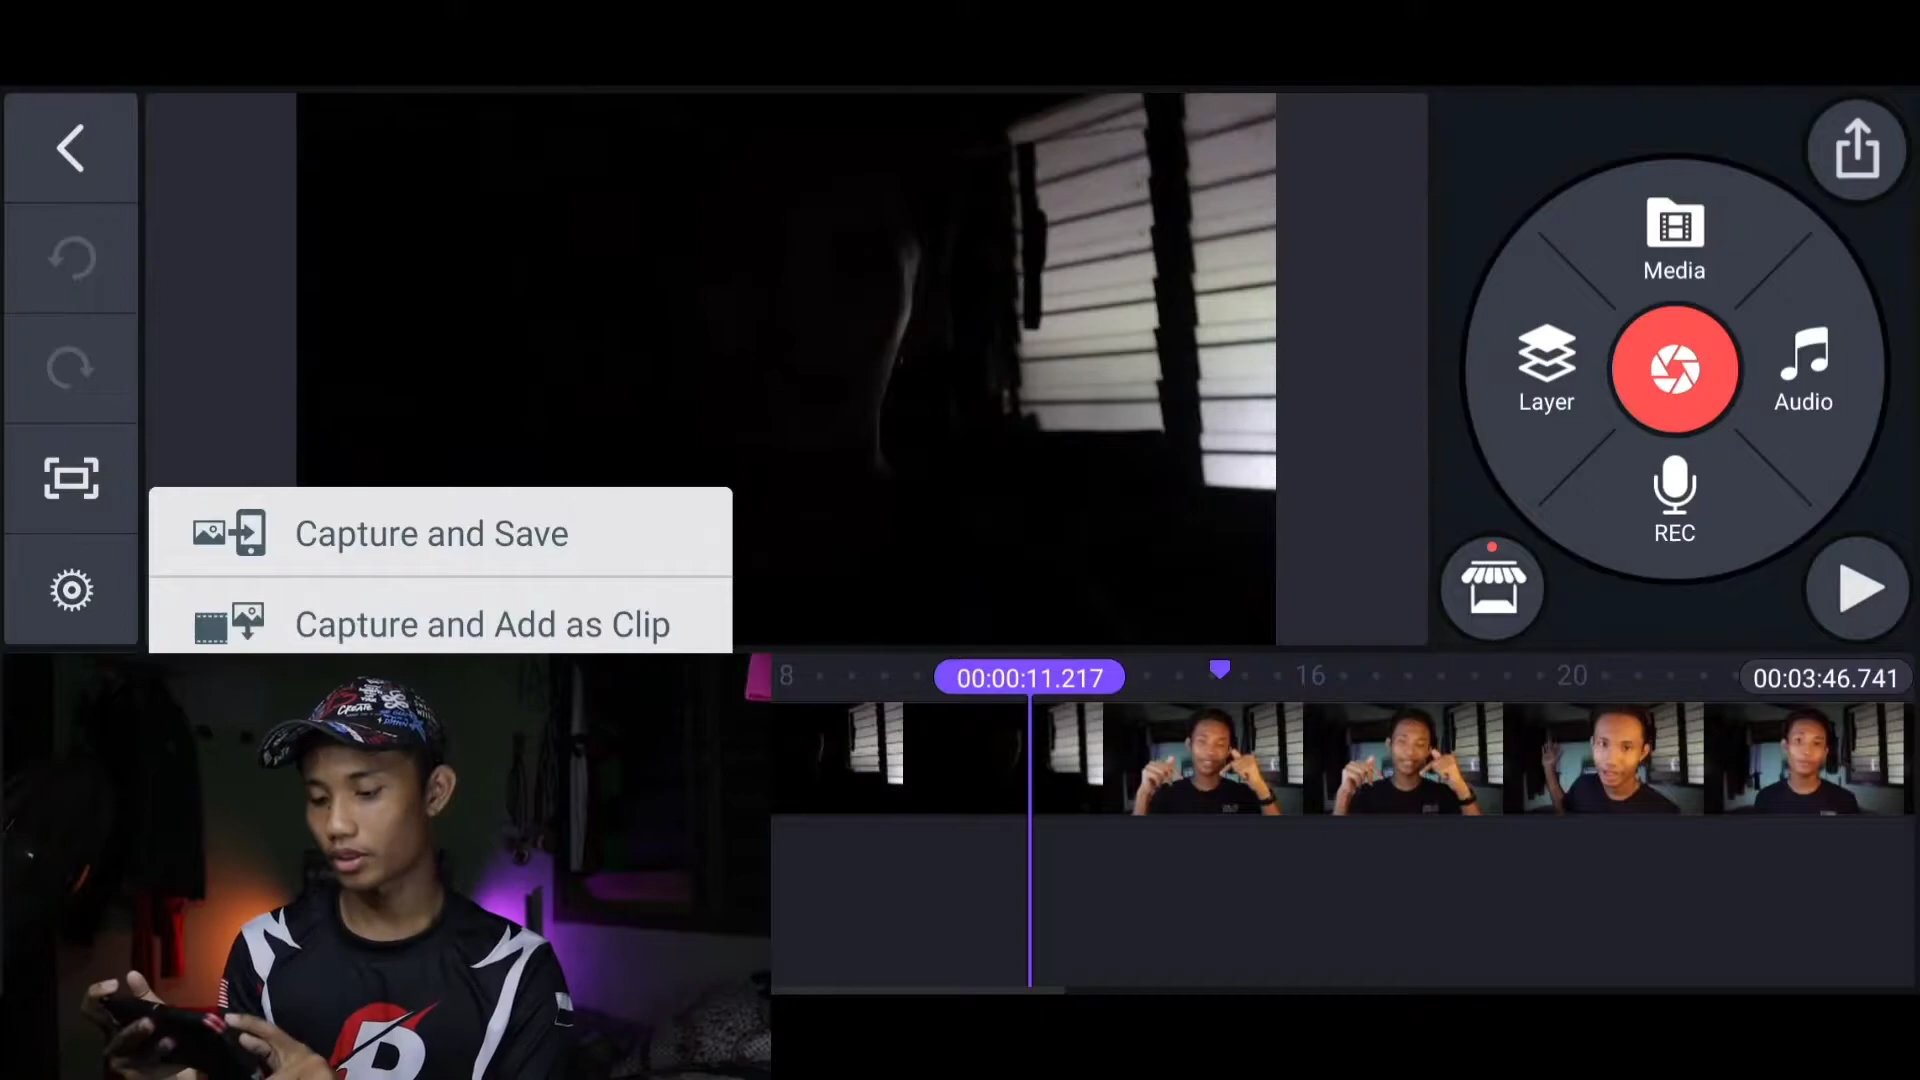 Media
Layer
Audio
REC
Capture and Save
Capture and Add as Clip
8
00:00:11.217
16
20
00:03:46.741
CREATE